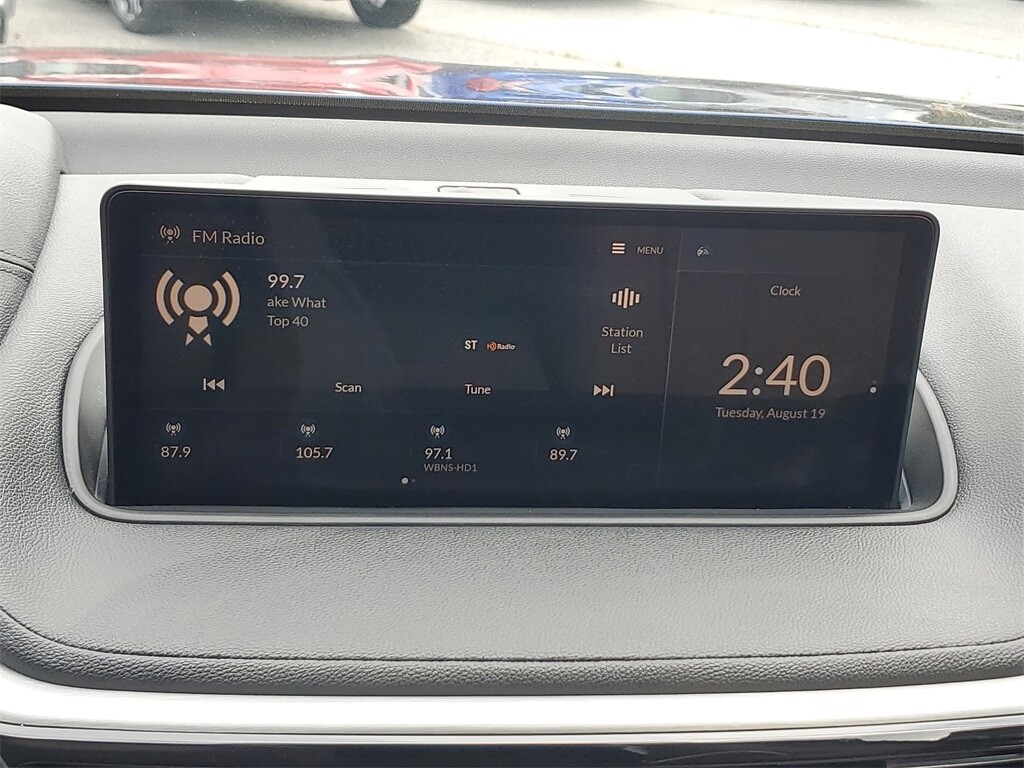 FM Radio
MENU
99.7
ake What
Top 40
ST HD Radio
Station
List
Scan
Tune
87.9
105.7
97.1
WBNS-HD1
89.7
Clock
2:40
Tuesday, August 19